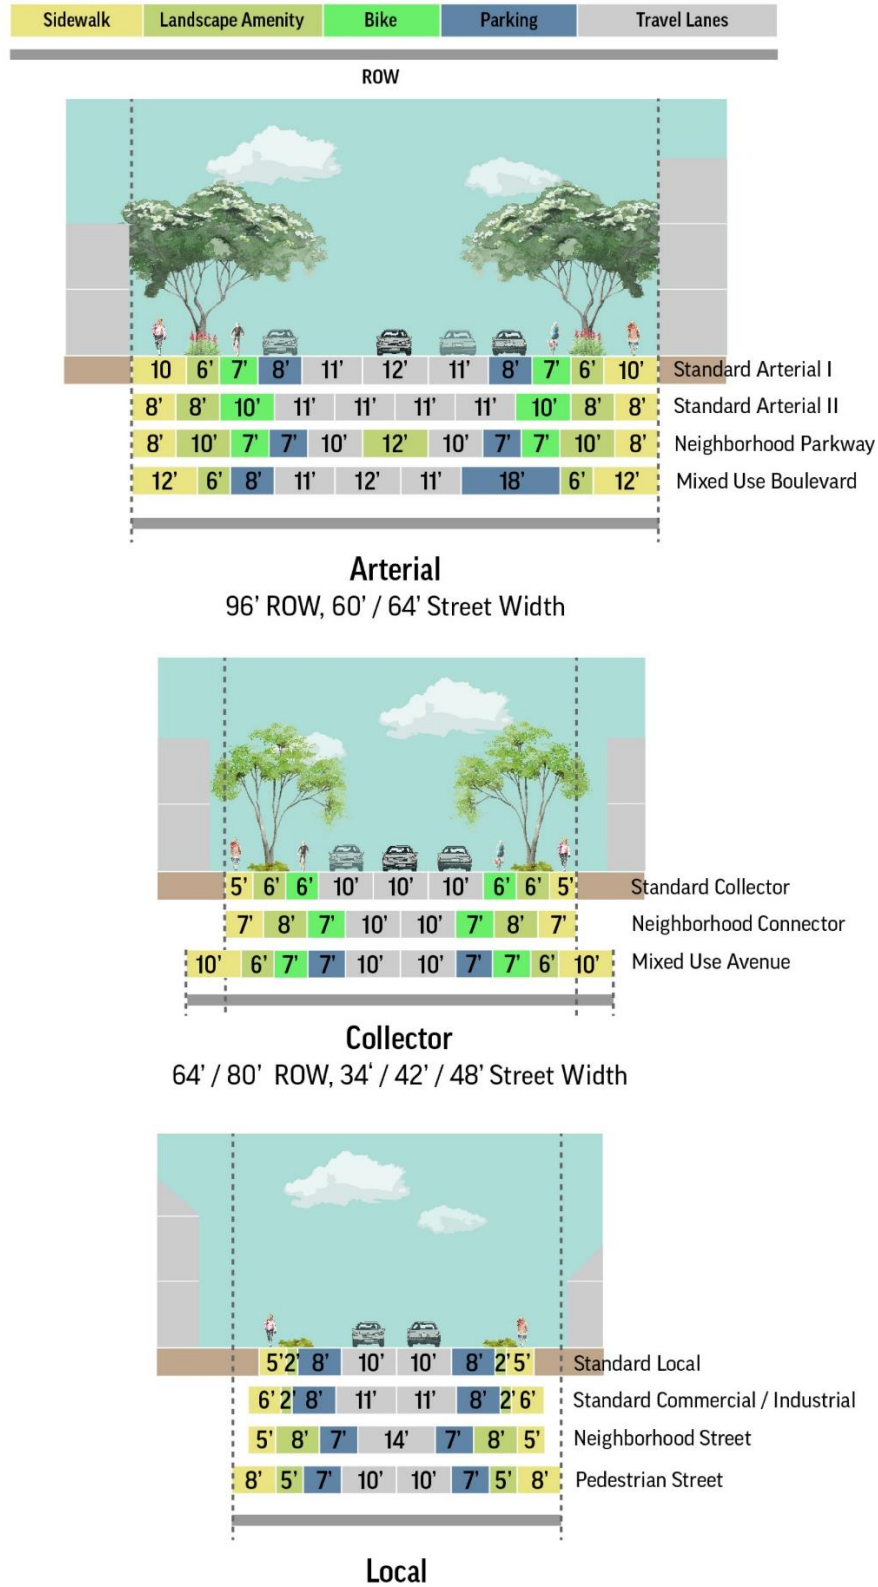 Sidewalk Landscape Amenity Bike Parking Travel Lanes
ROW
10 6' 7' 8' 11' 12' 11' 8' 7' 6' 10' Standard Arterial I
8' 8' 10' 11' 11' 11' 11' 10' 8' 8' Standard Arterial II
8' 10' 7' 7' 10' 12' 10' 7' 7' 10' 8' Neighborhood Parkway
12' 6' 8' 11' 12' 11' 18' 6' 12' Mixed Use Boulevard
Arterial
96' ROW, 60' / 64' Street Width
5' 6' 6' 10' 10' 10' 6' 6' 5' Standard Collector
7' 8' 7' 10' 10' 7' 8' 7' Neighborhood Connector
10' 6' 7' 7' 10' 10' 7' 7' 6' 10' Mixed Use Avenue
Collector
64' / 80' ROW, 34‘ / 42' / 48' Street Width
5' 2' 8' 10' 10' 8' 2' 5' Standard Local
6' 2' 8' 11' 11' 8' 2' 6' Standard Commercial / Industrial
5' 8' 7' 14' 7' 8' 5' Neighborhood Street
8' 5' 7' 10' 10' 7' 5' 8' Pedestrian Street
Local